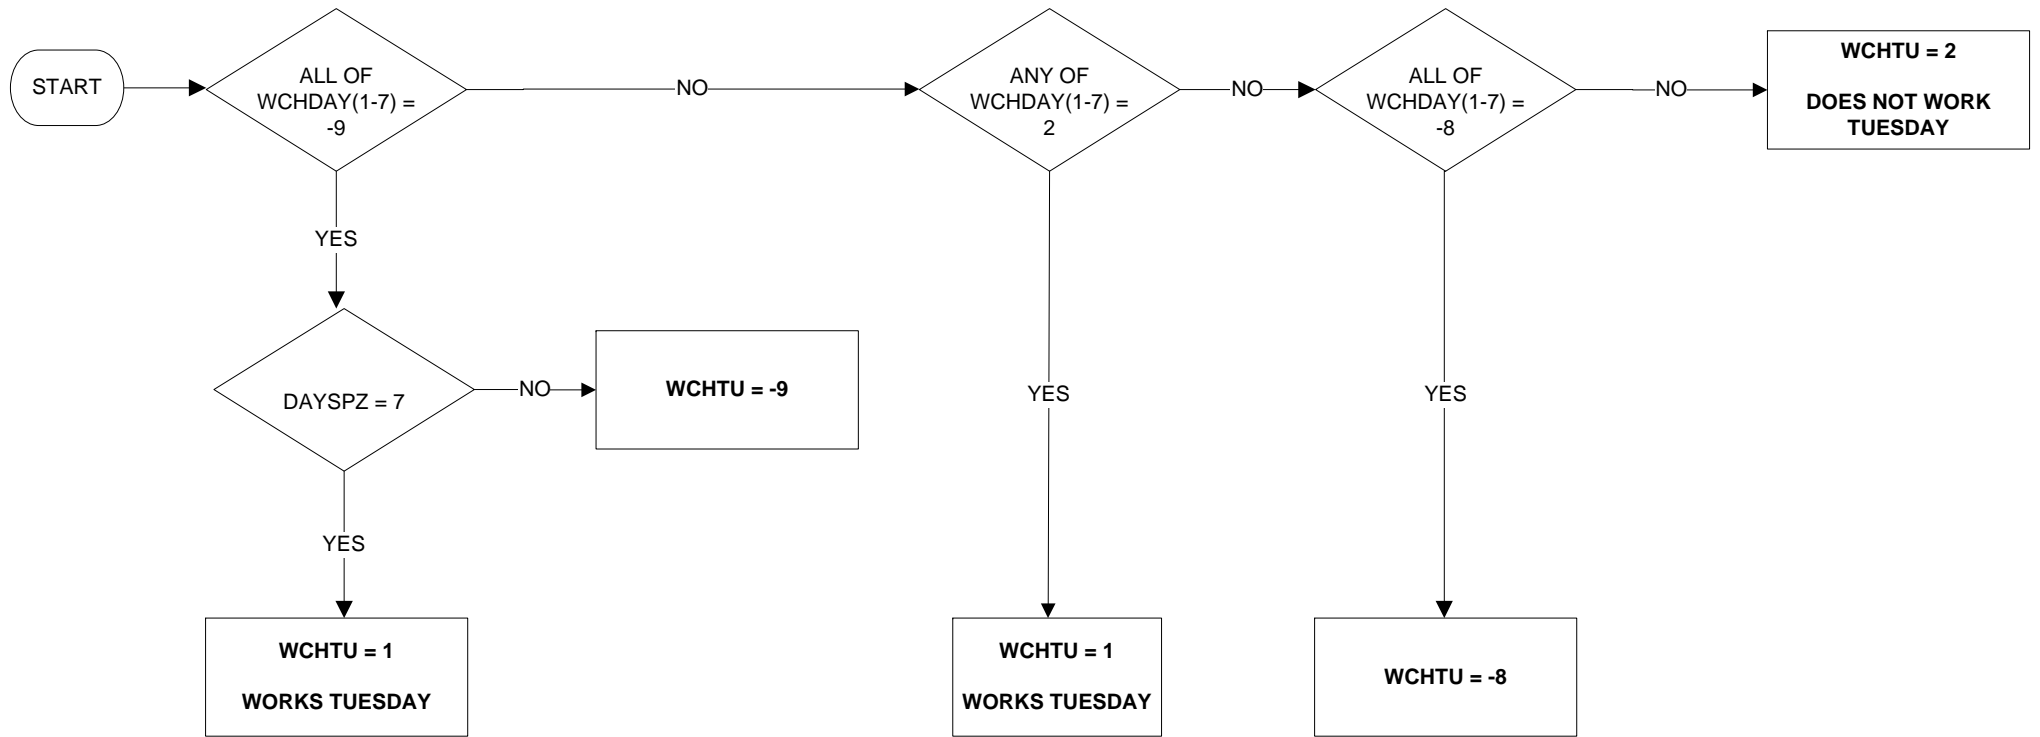 START
ALL OF
WCHDAY(1-7) =
-9
NO
ANY OF
WCHDAY(1-7) =
2
NO
ALL OF
WCHDAY(1-7) =
-8
NO
WCHTU = 2
DOES NOT WORK
TUESDAY
YES
DAYSPZ = 7
NO
WCHTU = -9
YES
YES
YES
WCHTU = 1
WORKS TUESDAY
WCHTU = 1
WORKS TUESDAY
WCHTU = -8